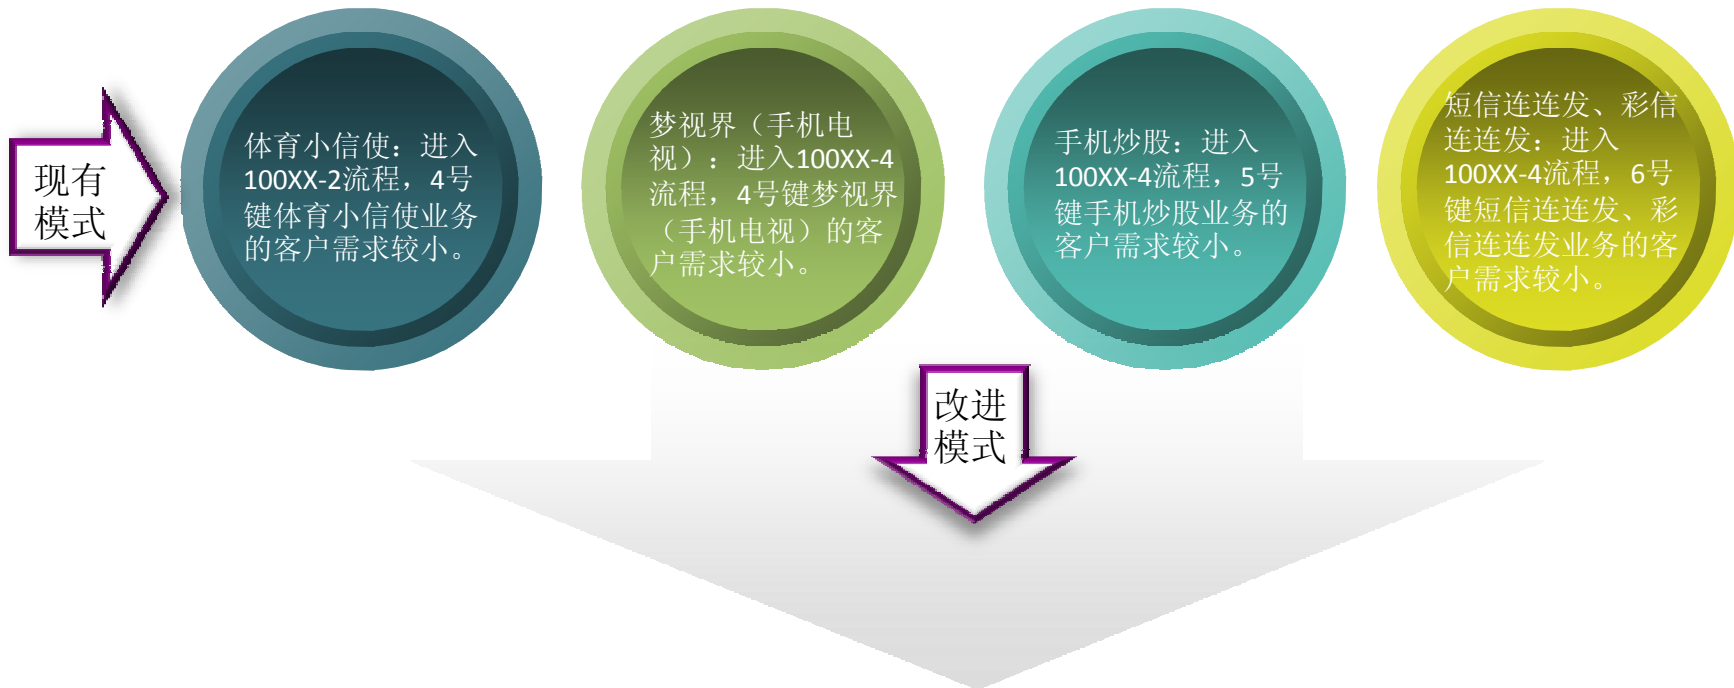 现有
模式
体育小信使：进入
100XX-2流程，4号
键体育小信使业务
的客户需求较小。
梦视界（手机电
视）：进入100XX-4
流程，4号键梦视界
（手机电视）的客
户需求较小。
手机炒股：进入
100XX-4流程，5号
键手机炒股业务的
客户需求较小。
短信连连发、彩信
连连发：进入
100XX-4流程，6号
键短信连连发、彩
信连连发业务的客
户需求较小。
改进
模式